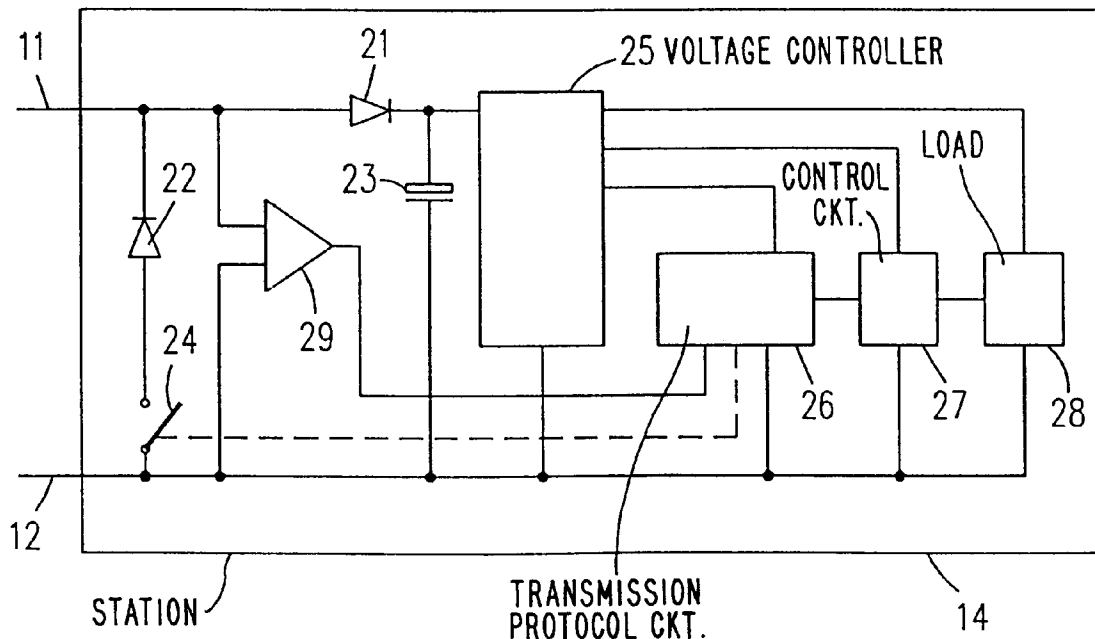 11
21
25 VOLTAGE CONTROLLER
22
23
LOAD
CONTROL
CKT.
29
24
26
27
28
12
STATION
TRANSMISSION
PROTOCOL CKT.
14